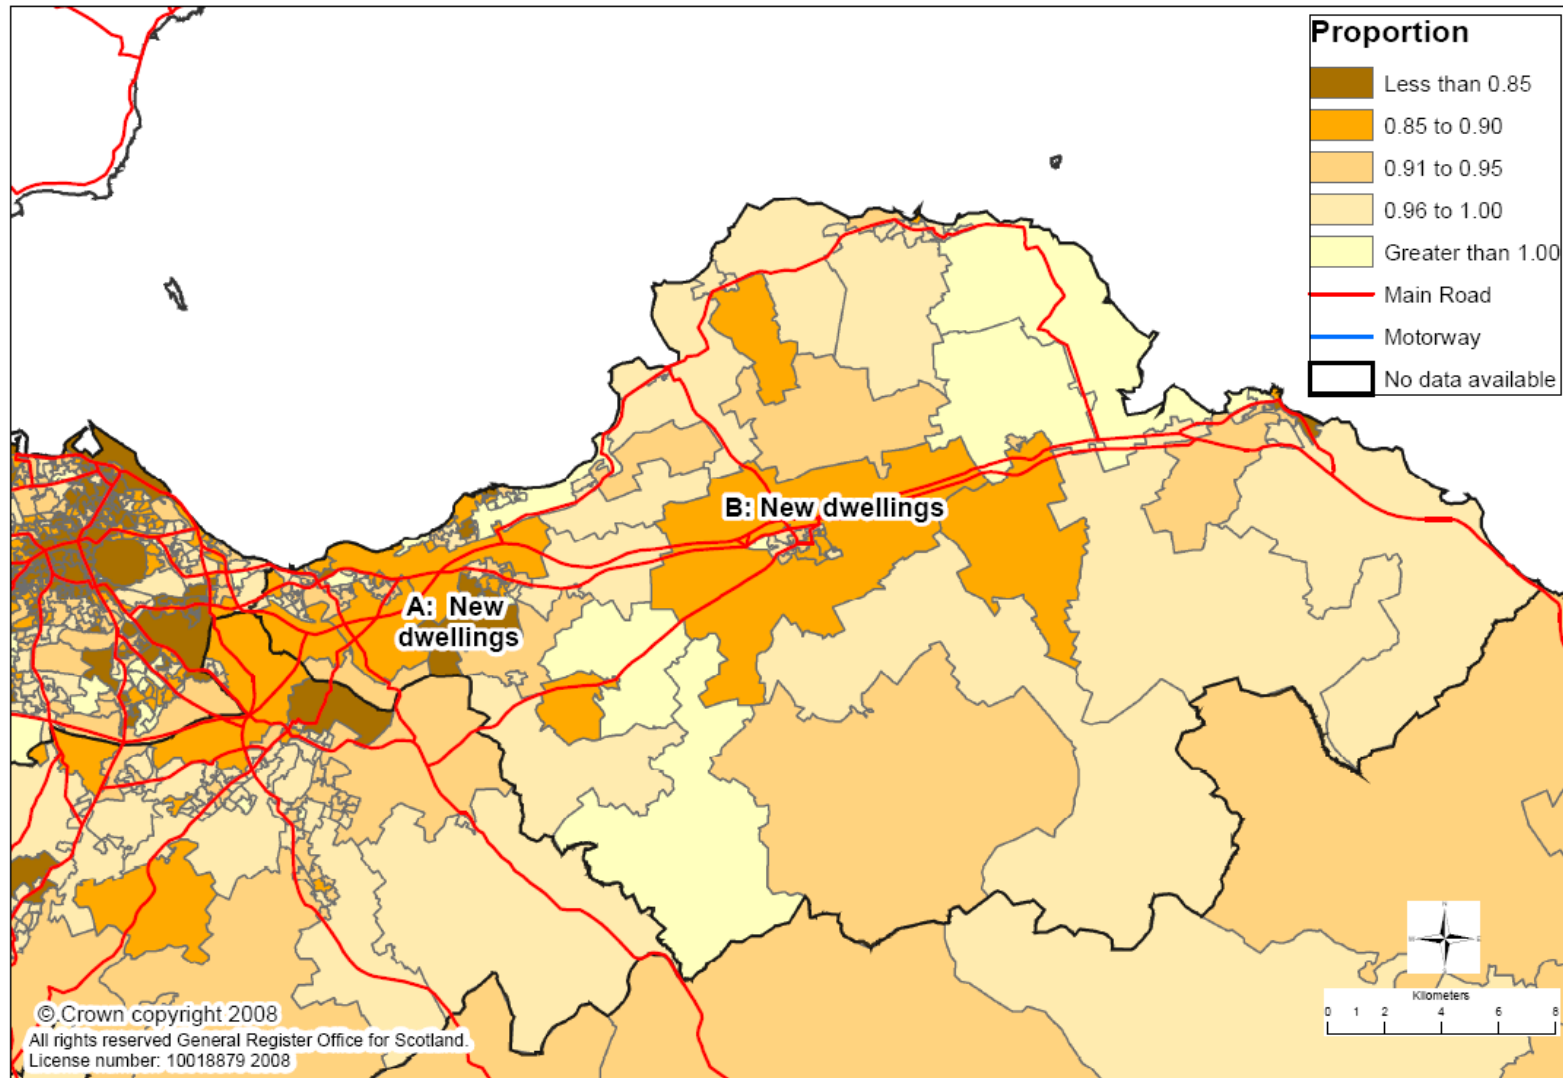 Proportion
Less than 0.85
0.85 to 0.90
0.91 to 0.95
0.96 to 1.00
Greater than 1.00
Main Road
Motorway
No data available
B: New dwellings
A: New
dwellings
N
W E
S
Kilometers
0 1 2 4 6 8
© Crown copyright 2008
All rights reserved General Register Office for Scotland.
License number: 10018879 2008